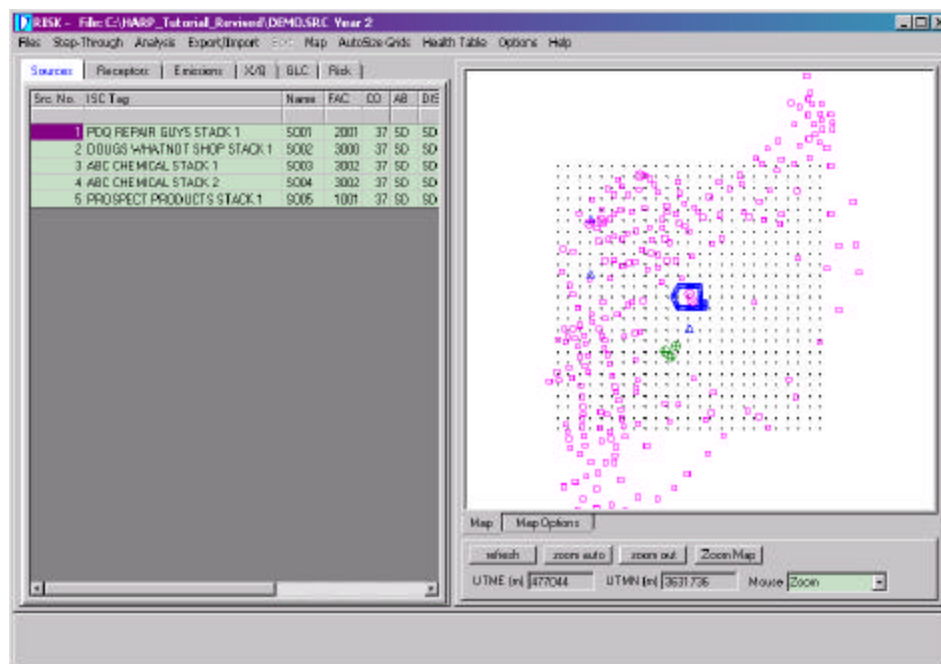 RISK - File: C:\HARP_Tutorial_Revised\DEMO.SRC Year 2
Files Step-Through Analysis Export/Import Edit Map AutoSize Grids Health Table Options Help
Sources Receptors Emissions X/Q GLC Risk
Src. No. ISC Tag Name FAC CO AB DIS
1 PDQ REPAIR GUYS STACK 1 S001 2001 37 SD SD
2 DOUGS WHATNOT SHOP STACK 1 S002 3000 37 SD SD
3 ABC CHEMICAL STACK 1 S003 3002 37 SD SD
4 ABC CHEMICAL STACK 2 S004 3002 37 SD SD
5 PROSPECT PRODUCTS STACK 1 S005 1001 37 SD SD
Map Map Options
refresh zoom auto zoom out Zoom Map
UTME (m) 477044 UTMN (m) 3631736 Mouse Zoom